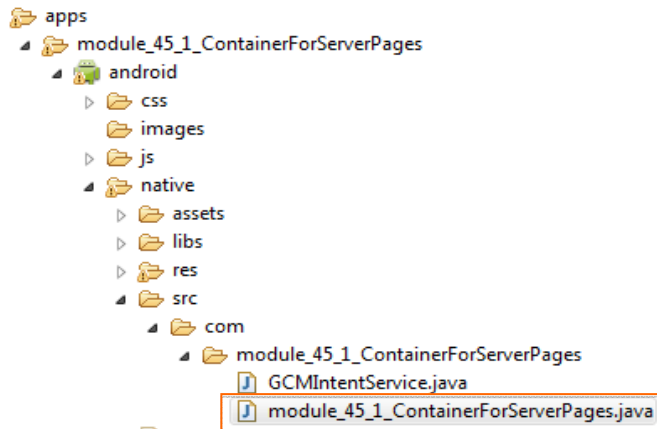 apps
module_45_1_ContainerForServerPages
android
css
images
js
native
assets
libs
res
src
com
module_45_1_ContainerForServerPages
GCMIntentService.java
module_45_1_ContainerForServerPages.java